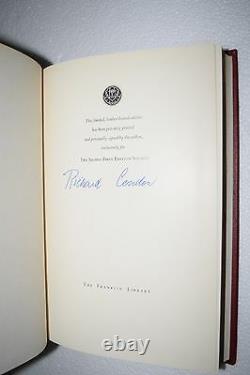 This limited, leather-bound edition
has been privately printed
and personally signed by the author,
exclusively for
THE SIGNED FIRST EDITION SOCIETY
Richard Condon
THE FRANKLIN LIBRARY